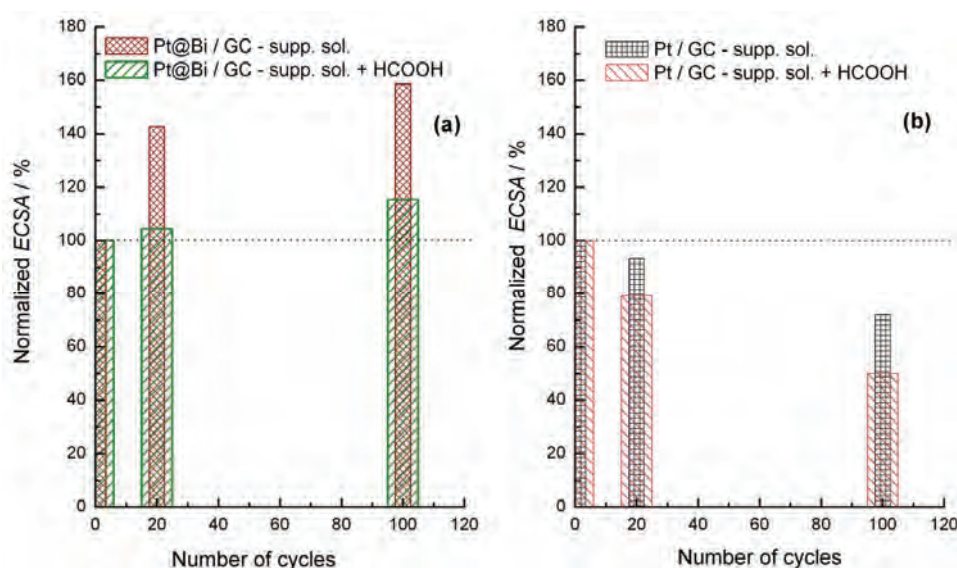 180
160
140
120
100
80
60
40
20
0
Normalized ECSA / %
Pt@Bi / GC - supp. sol.
Pt@Bi / GC - supp. sol. + HCOOH
(a)
0 20 40 60 80 100 120
Number of cycles
180
160
140
120
100
80
60
40
20
0
Normalized ECSA / %
Pt / GC - supp. sol.
Pt / GC - supp. sol. + HCOOH
(b)
0 20 40 60 80 100 120
Number of cycles